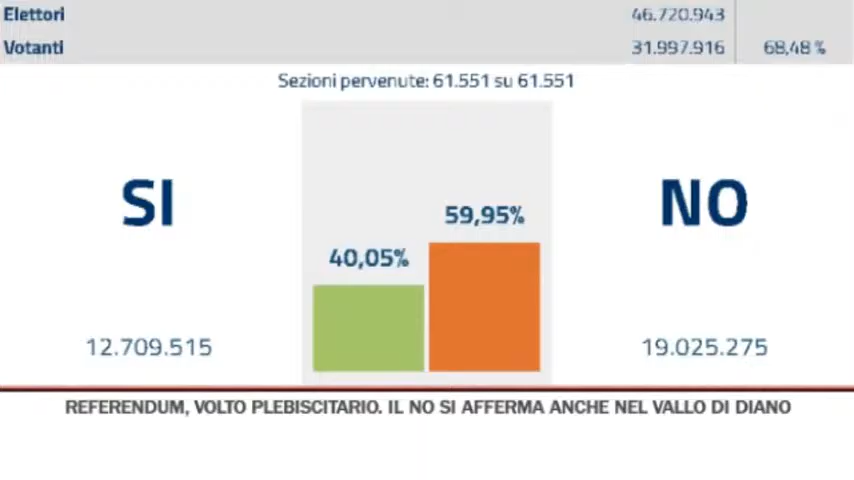 Elettori 46.720.943
Votanti 31.997.916 68,48 %
Sezioni pervenute: 61.551 su 61.551
SI
NO
59,95%
40,05%
12.709.515
19.025.275
REFERENDUM, VOLTO PLEBISCITARIO. IL NO SI AFFERMA ANCHE NEL VALLO DI DIANO